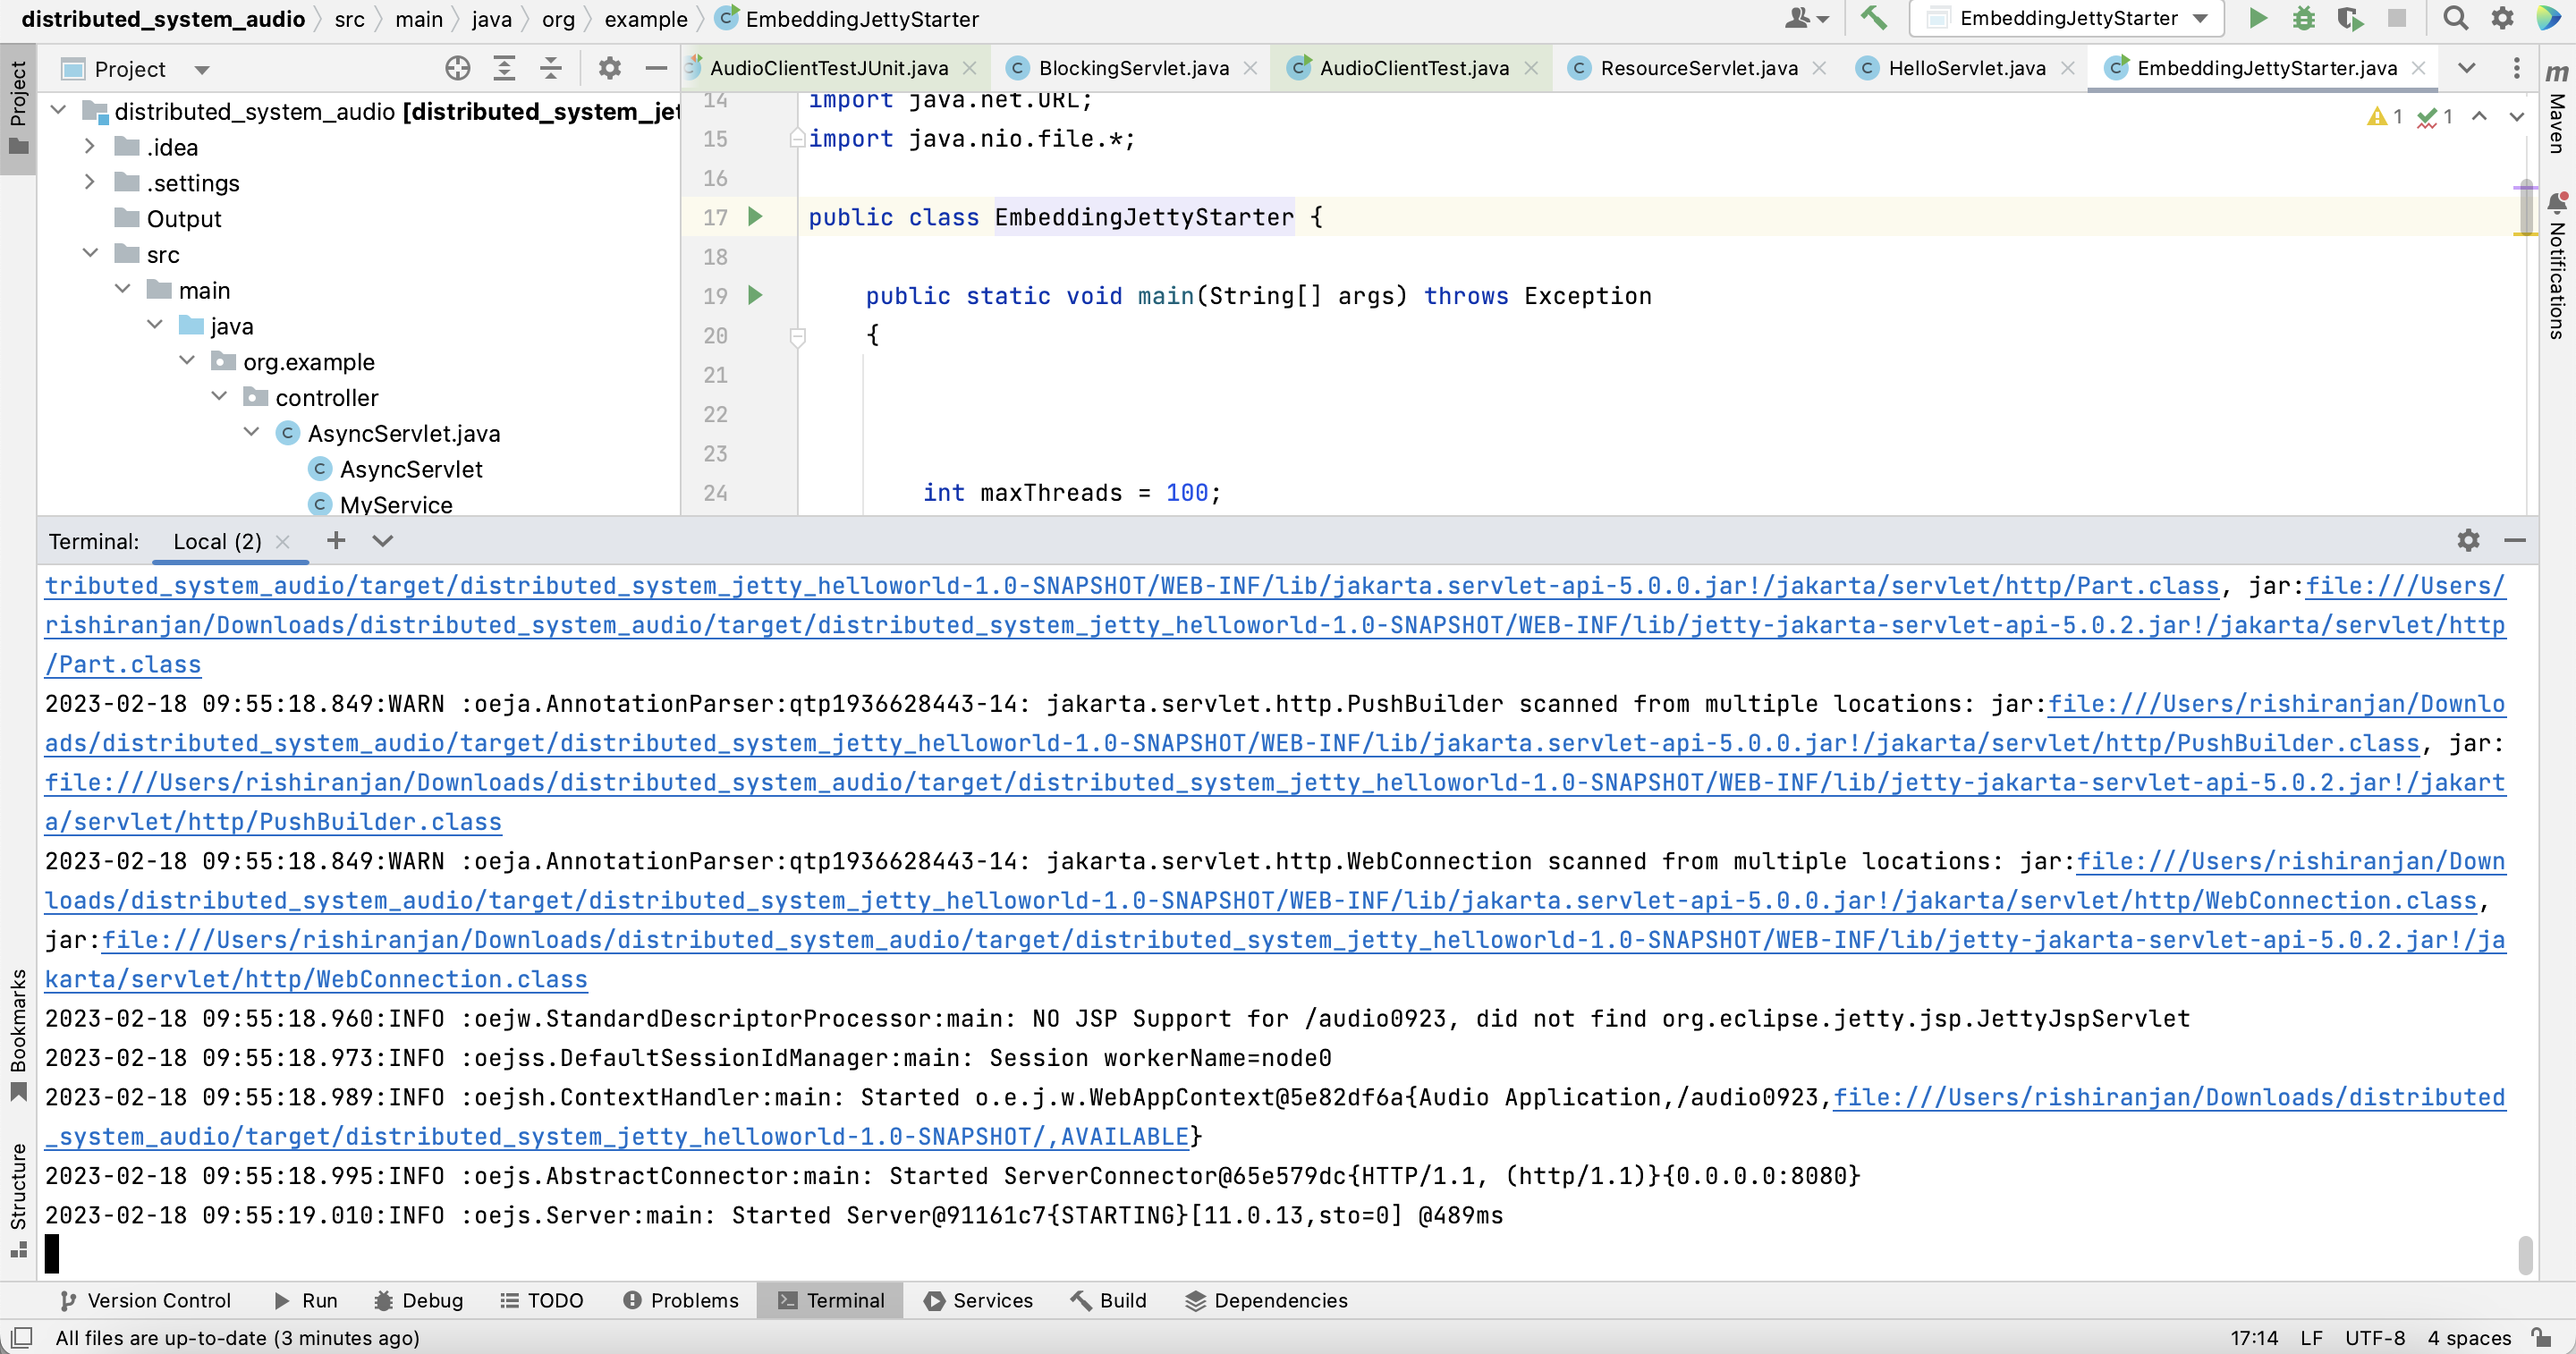 distributed_system_audio src main java org example EmbeddingJettyStarter EmbeddingJettyStarter
Project AudioClientTestJUnit.java BlockingServlet.java AudioClientTest.java ResourceServlet.java HelloServlet.java EmbeddingJettyStarter.java
Project
Maven
Notifications
distributed_system_audio [distributed_system_jet
.idea
.settings
Output
src
main
java
org.example
controller
AsyncServlet.java
AsyncServlet
MyService
14 import java.net.URL;
15 import java.nio.file.*;
16
17 public class EmbeddingJettyStarter {
18
19 public static void main(String[] args) throws Exception
20 {
21
22
23
24 int maxThreads = 100;
1 1
Terminal: Local (2)
tributed_system_audio/target/distributed_system_jetty_helloworld-1.0-SNAPSHOT/WEB-INF/lib/jakarta.servlet-api-5.0.0.jar!/jakarta/servlet/http/Part.class, jar:file:///Users/
rishiranjan/Downloads/distributed_system_audio/target/distributed_system_jetty_helloworld-1.0-SNAPSHOT/WEB-INF/lib/jetty-jakarta-servlet-api-5.0.2.jar!/jakarta/servlet/http
/Part.class
2023-02-18 09:55:18.849:WARN :oeja.AnnotationParser:qtp1936628443-14: jakarta.servlet.http.PushBuilder scanned from multiple locations: jar:file:///Users/rishiranjan/Downlo
ads/distributed_system_audio/target/distributed_system_jetty_helloworld-1.0-SNAPSHOT/WEB-INF/lib/jakarta.servlet-api-5.0.0.jar!/jakarta/servlet/http/PushBuilder.class, jar:
file:///Users/rishiranjan/Downloads/distributed_system_audio/target/distributed_system_jetty_helloworld-1.0-SNAPSHOT/WEB-INF/lib/jetty-jakarta-servlet-api-5.0.2.jar!/jakart
a/servlet/http/PushBuilder.class
2023-02-18 09:55:18.849:WARN :oeja.AnnotationParser:qtp1936628443-14: jakarta.servlet.http.WebConnection scanned from multiple locations: jar:file:///Users/rishiranjan/Down
loads/distributed_system_audio/target/distributed_system_jetty_helloworld-1.0-SNAPSHOT/WEB-INF/lib/jakarta.servlet-api-5.0.0.jar!/jakarta/servlet/http/WebConnection.class,
jar:file:///Users/rishiranjan/Downloads/distributed_system_audio/target/distributed_system_jetty_helloworld-1.0-SNAPSHOT/WEB-INF/lib/jetty-jakarta-servlet-api-5.0.2.jar!/ja
karta/servlet/http/WebConnection.class
2023-02-18 09:55:18.960:INFO :oejw.StandardDescriptorProcessor:main: NO JSP Support for /audio0923, did not find org.eclipse.jetty.jsp.JettyJspServlet
2023-02-18 09:55:18.973:INFO :oejss.DefaultSessionIdManager:main: Session workerName=node0
2023-02-18 09:55:18.989:INFO :oejsh.ContextHandler:main: Started o.e.j.w.WebAppContext@5e82df6a{Audio Application,/audio0923,file:///Users/rishiranjan/Downloads/distributed
_system_audio/target/distributed_system_jetty_helloworld-1.0-SNAPSHOT/,AVAILABLE}
2023-02-18 09:55:18.995:INFO :oejs.AbstractConnector:main: Started ServerConnector@65e579dc{HTTP/1.1, (http/1.1)}{0.0.0.0:8080}
2023-02-18 09:55:19.010:INFO :oejs.Server:main: Started Server@91161c7{STARTING}[11.0.13,sto=0] @489ms
Bookmarks
Structure
Version Control Run Debug TODO Problems Terminal Services Build Dependencies
All files are up-to-date (3 minutes ago) 17:14 LF UTF-8 4 spaces